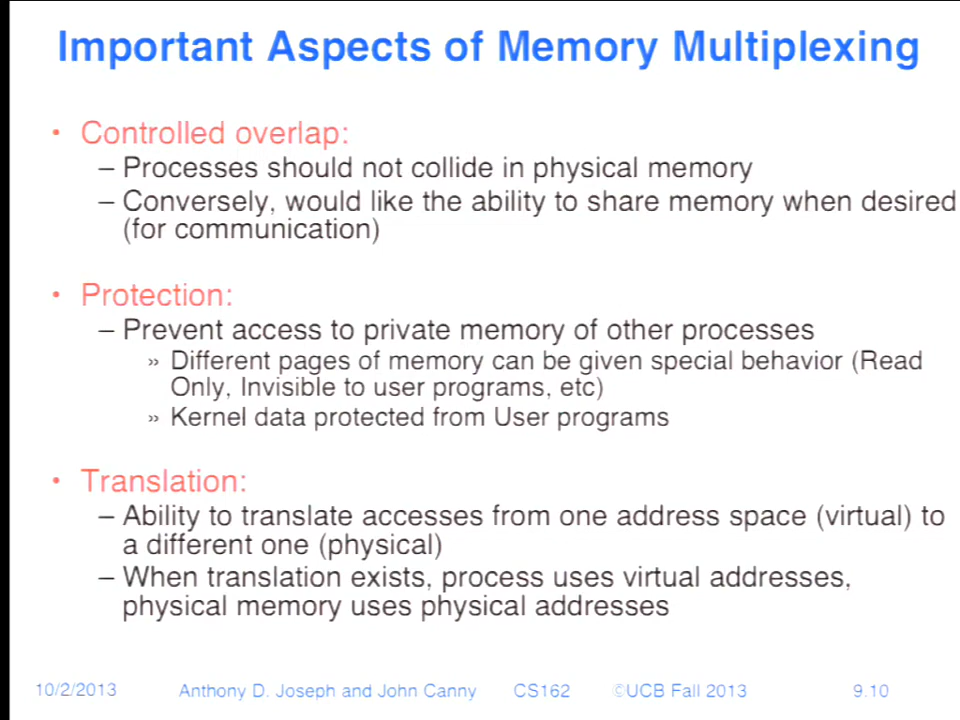 Important Aspects of Memory Multiplexing
• Controlled overlap:
– Processes should not collide in physical memory
– Conversely, would like the ability to share memory when desired
(for communication)
• Protection:
– Prevent access to private memory of other processes
» Different pages of memory can be given special behavior (Read
Only, Invisible to user programs, etc)
» Kernel data protected from User programs
• Translation:
– Ability to translate accesses from one address space (virtual) to
a different one (physical)
– When translation exists, process uses virtual addresses,
physical memory uses physical addresses
10/2/2013 Anthony D. Joseph and John Canny CS162 ©UCB Fall 2013 9.10